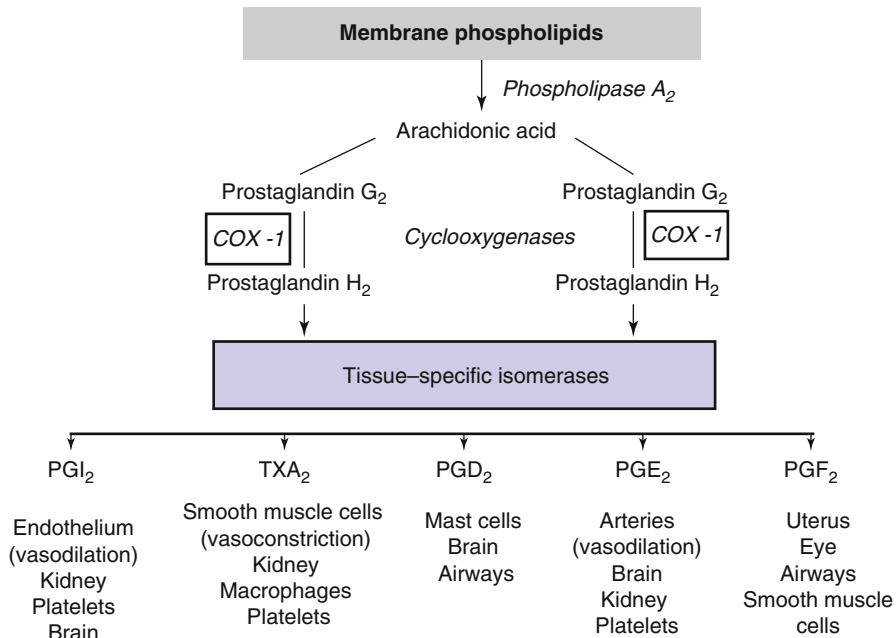 Membrane phospholipids
Phospholipase A2
Arachidonic acid
Prostaglandin G2 Prostaglandin G2
COX -1 Cyclooxygenases COX -1
Prostaglandin H2 Prostaglandin H2
Tissue–specific isomerases
PGI2 TXA2 PGD2 PGE2 PGF2
Endothelium
(vasodilation)
Kidney
Platelets
Brain
Smooth muscle cells
(vasoconstriction)
Kidney
Macrophages
Platelets
Mast cells
Brain
Airways
Arteries
(vasodilation)
Brain
Kidney
Platelets
Uterus
Eye
Airways
Smooth muscle
cells